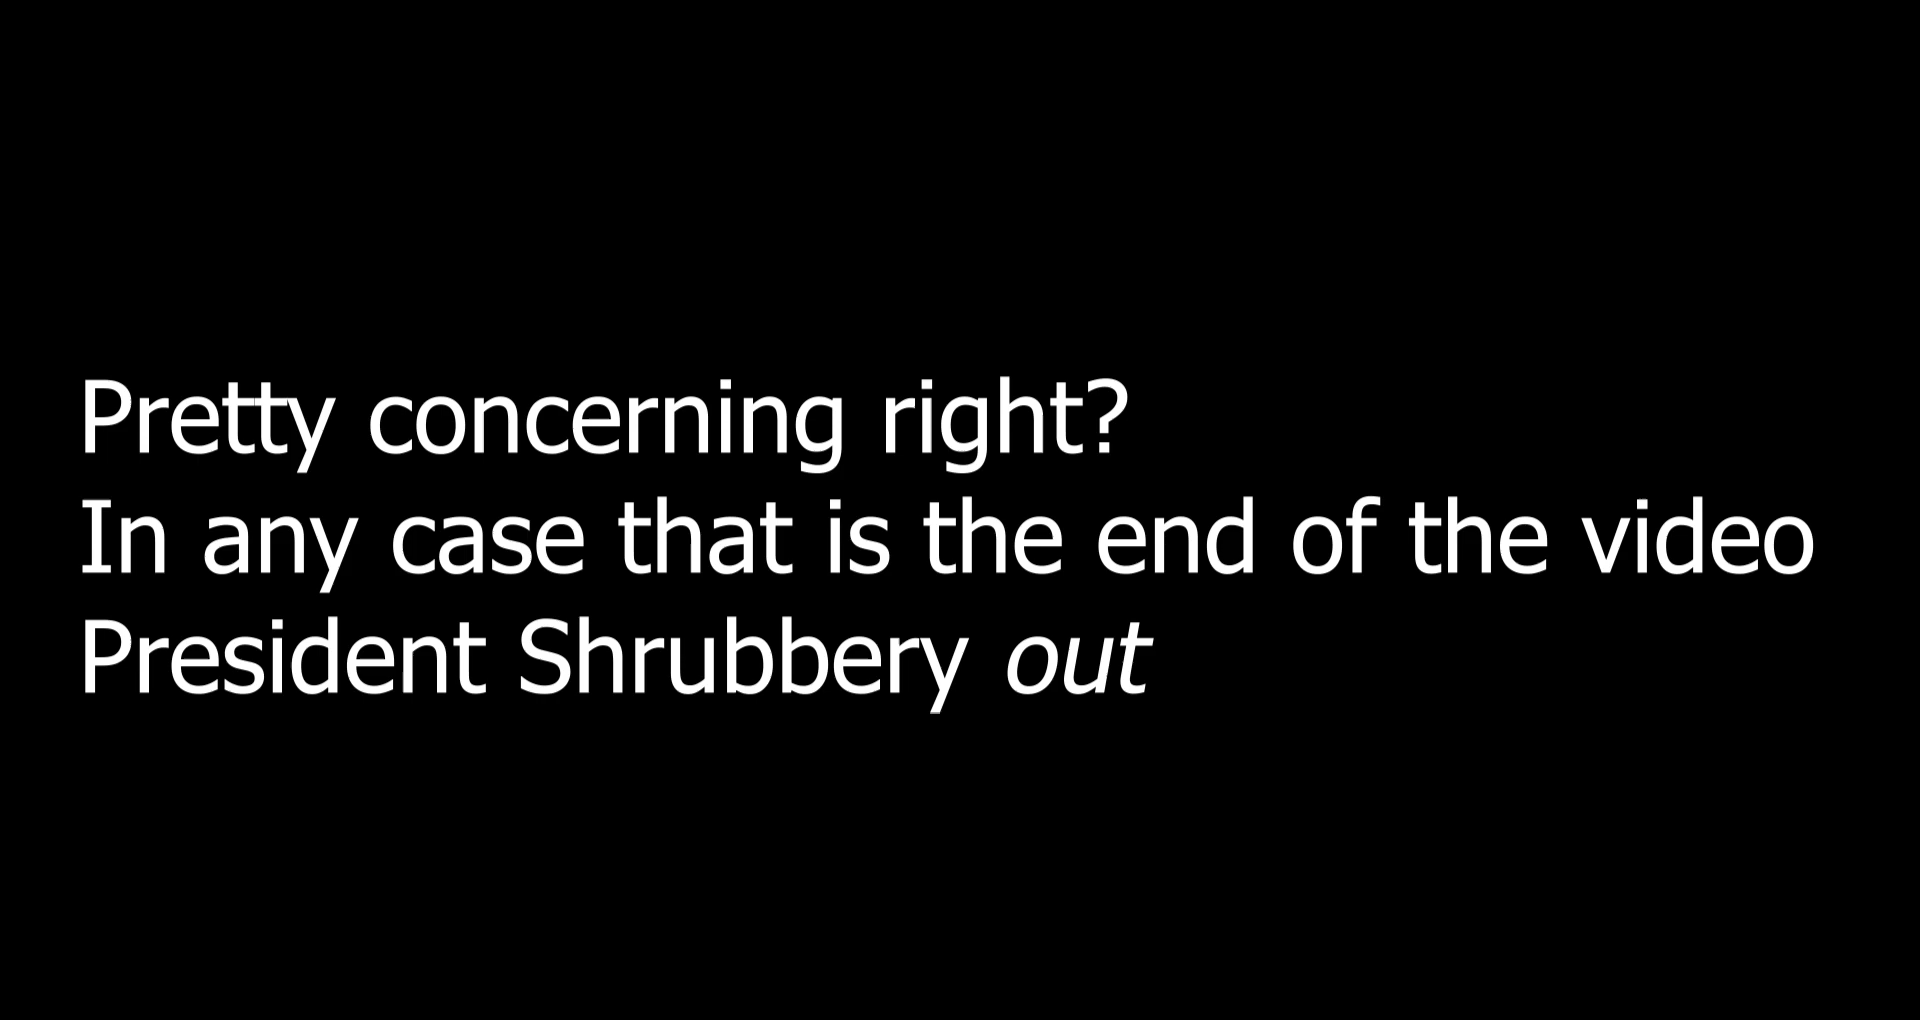 Pretty concerning right?
In any case that is the end of the video
President Shrubbery out